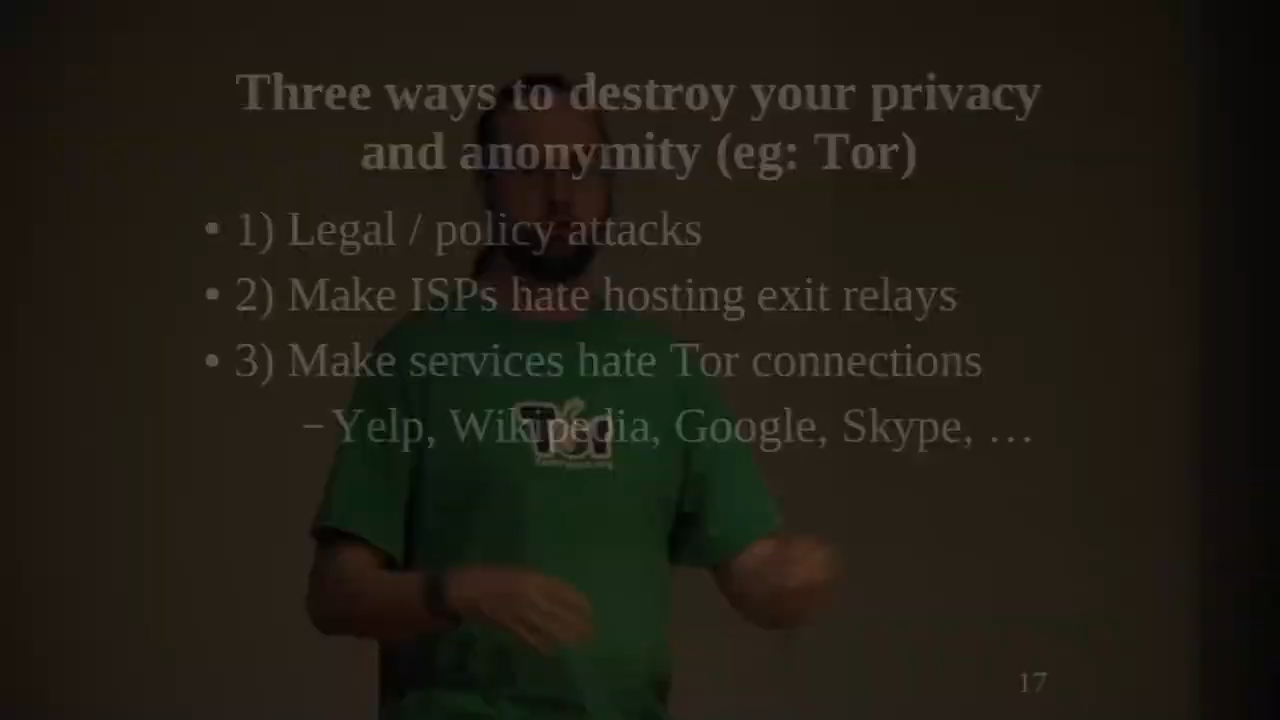 Three ways to destroy your privacy
and anonymity (eg: Tor)
• 1) Legal / policy attacks
• 2) Make ISPs hate hosting exit relays
• 3) Make services hate Tor connections
–Yelp, Wikipedia, Google, Skype, …
Tor
17